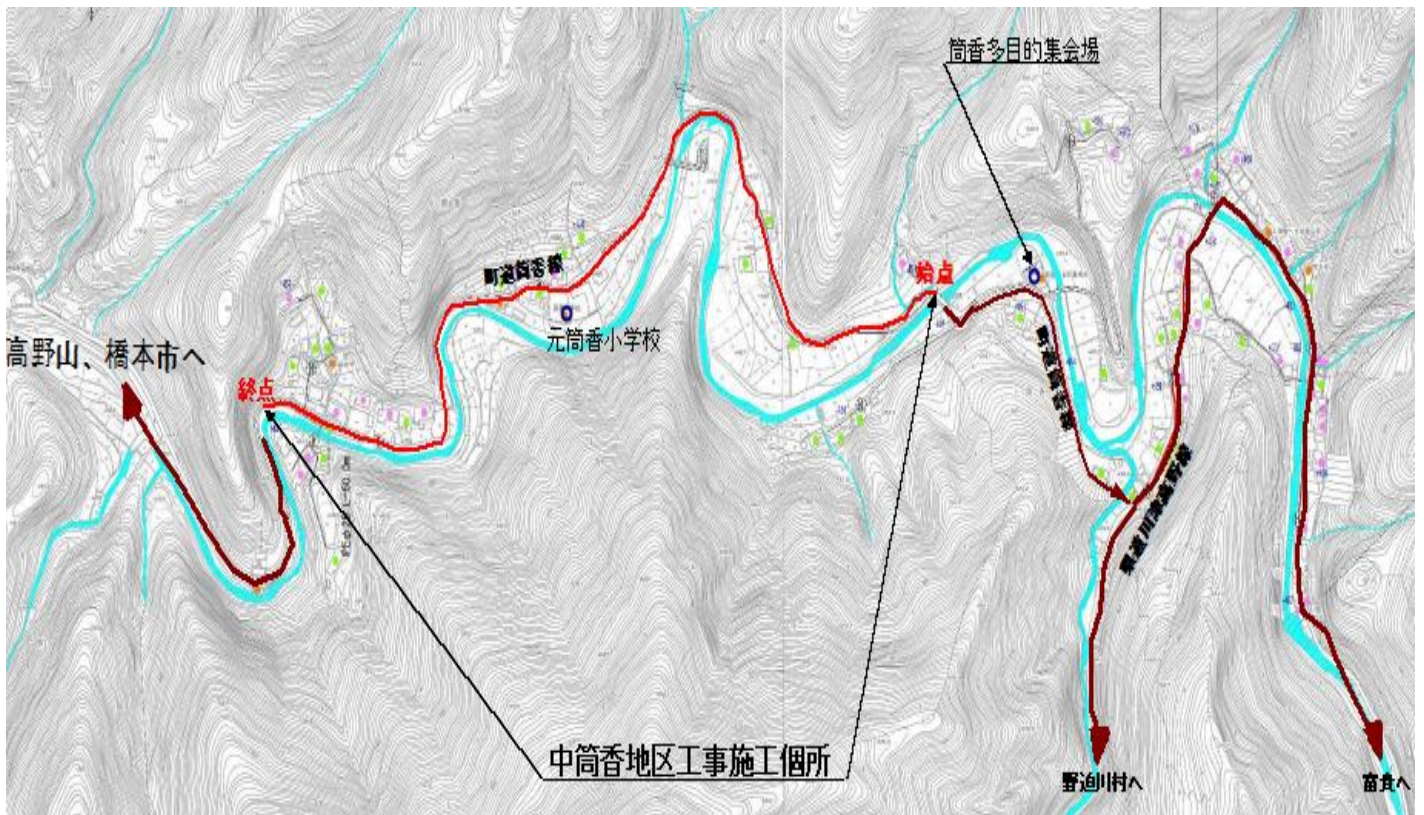 筒香多目的集会場
始点
町道筒香線
元筒香小学校
高野山、橋本市へ
終点
町道筒香線
県道川津高野線
中筒香地区工事施工個所
野迫川村へ
富貴へ